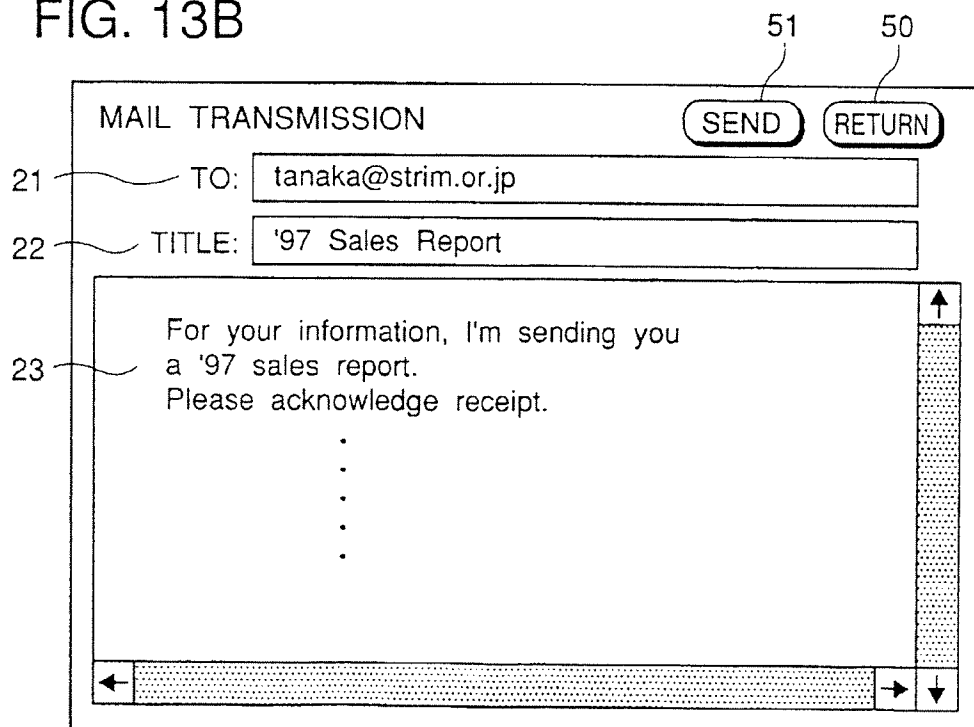 FIG. 13B
51 50
MAIL TRANSMISSION SEND RETURN
21 TO: tanaka@strim.or.jp
22 TITLE: '97 Sales Report
For your information, I'm sending you
23 a '97 sales report.
Please acknowledge receipt.